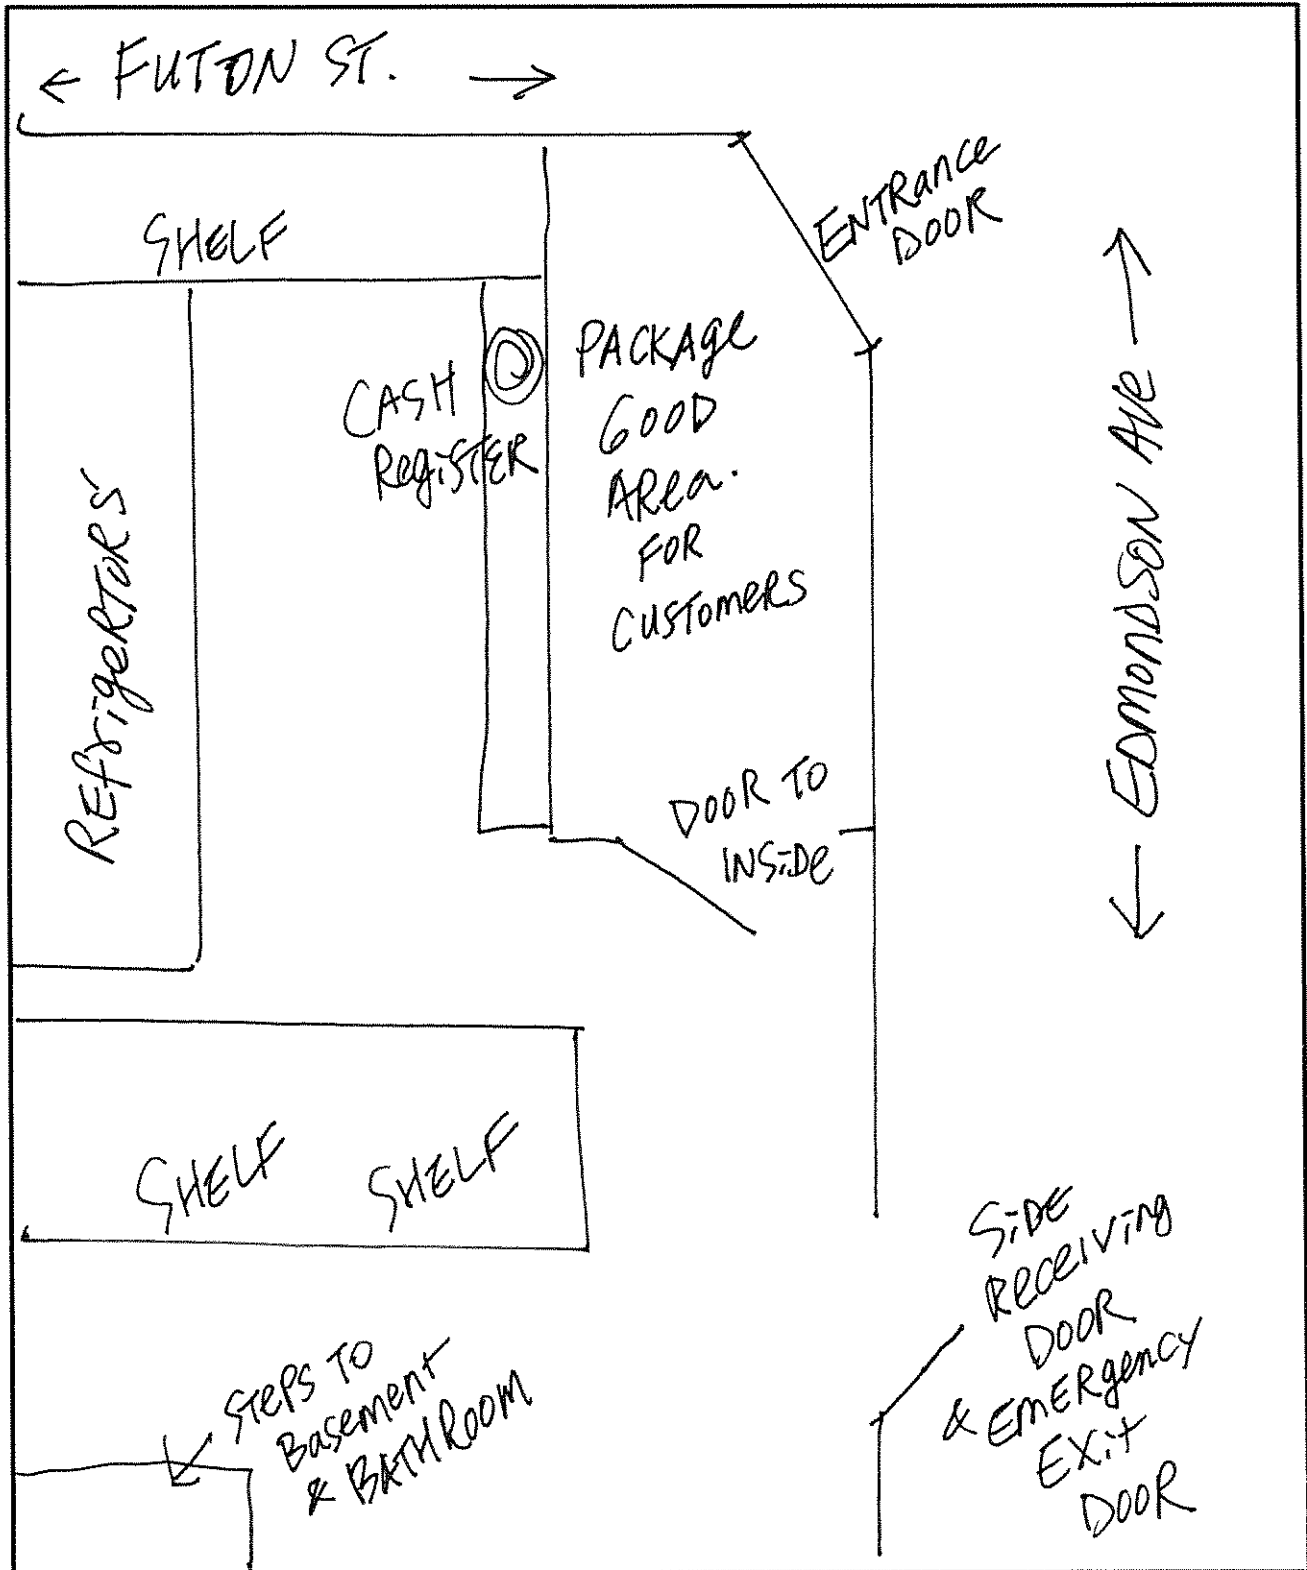 ← FUTON ST. →
SHELF
ENTRANCE
DOOR
CASH
REGISTER
PACKAGE
GOOD
AREA.
FOR
CUSTOMERS
← EDMONDSON AVE →
REFrigeRTORS
DOOR TO
INSIDE
SHELF SHELF
SIDE
RECEIVING
DOOR
& EMERGENCY
EXIT
DOOR
STEPS TO
Basement
& BATHROOM